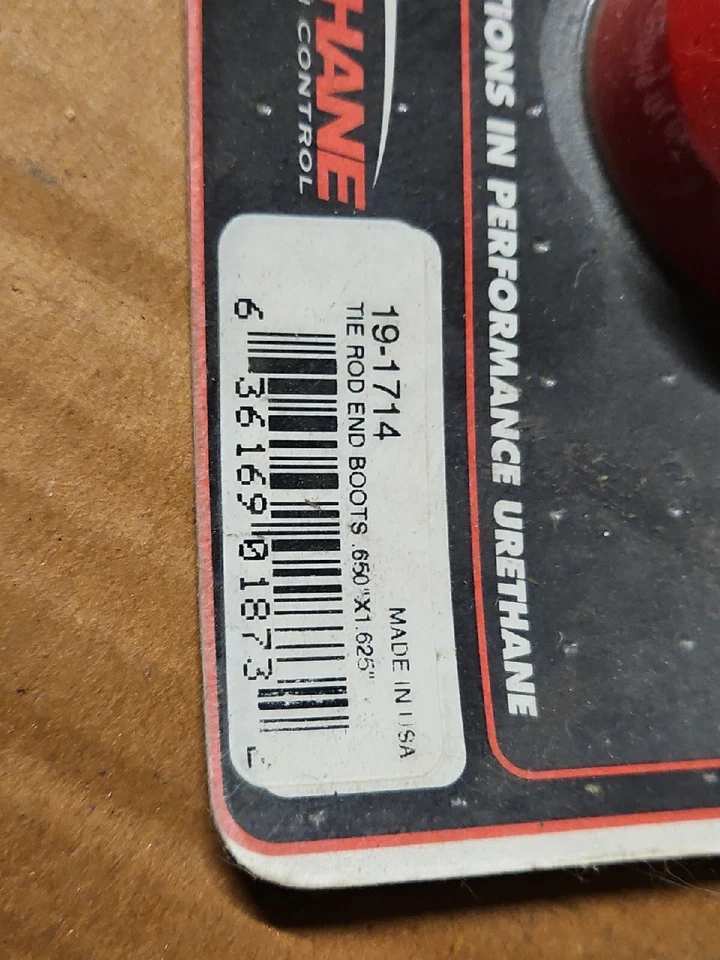 HANE
N CONTROL
TIONS IN PERFORMANCE URETHANE
19-1714
TIE ROD END BOOTS .650"X1.625"
MADE IN USA
6 36169 01873